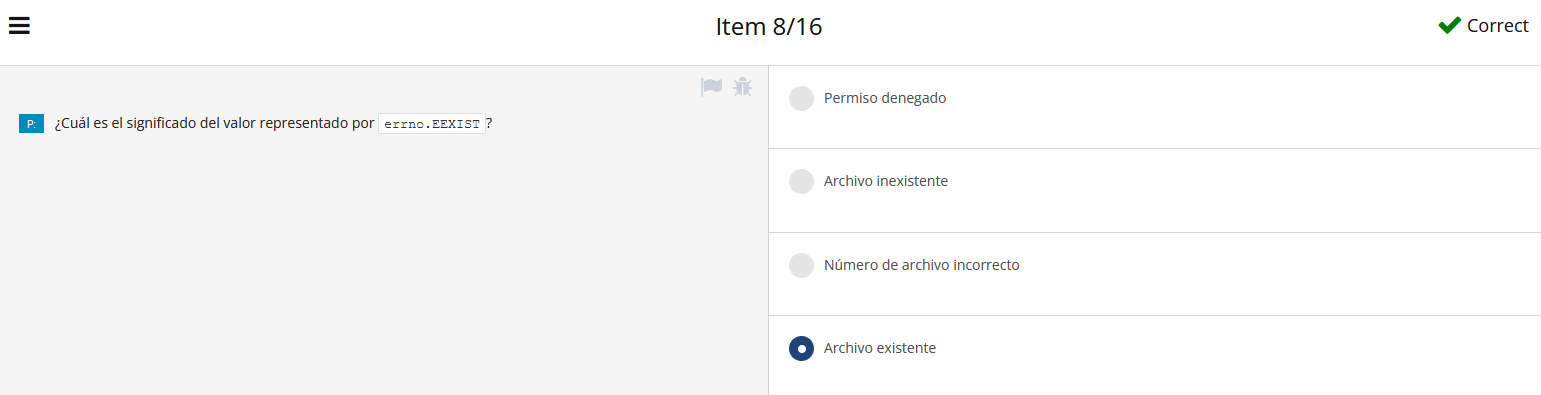 Item 8/16
Correct
P: ¿Cuál es el significado del valor representado por errno.EEXIST?
Permiso denegado
Archivo inexistente
Número de archivo incorrecto
Archivo existente